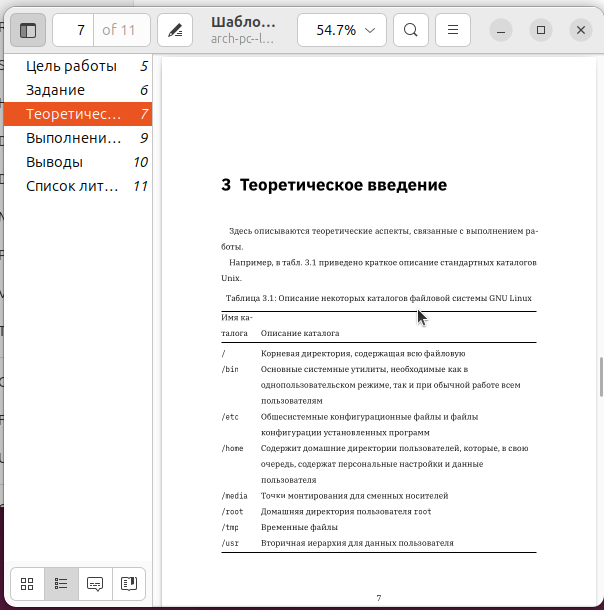 7 of 11
Шабло...
arch-pc--l...
54.7%
Цель работы 5
Задание 6
Теоретичес... 7
Выполнени... 9
Выводы 10
Список лит... 11
3 Теоретическое введение
Здесь описываются теоретические аспекты, связанные с выполнением ра-
боты.
Например, в табл. 3.1 приведено краткое описание стандартных каталогов
Unix.
Таблица 3.1: Описание некоторых каталогов файловой системы GNU Linux
Имя ка-
талога Описание каталога
/ Корневая директория, содержащая всю файловую
/bin Основные системные утилиты, необходимые как в
однопользовательском режиме, так и при обычной работе всем
пользователям
/etc Общесистемные конфигурационные файлы и файлы
конфигурации установленных программ
/home Содержит домашние директории пользователей, которые, в свою
очередь, содержат персональные настройки и данные
пользователя
/media Точки монтирования для сменных носителей
/root Домашняя директория пользователя root
/tmp Временные файлы
/usr Вторичная иерархия для данных пользователя
7